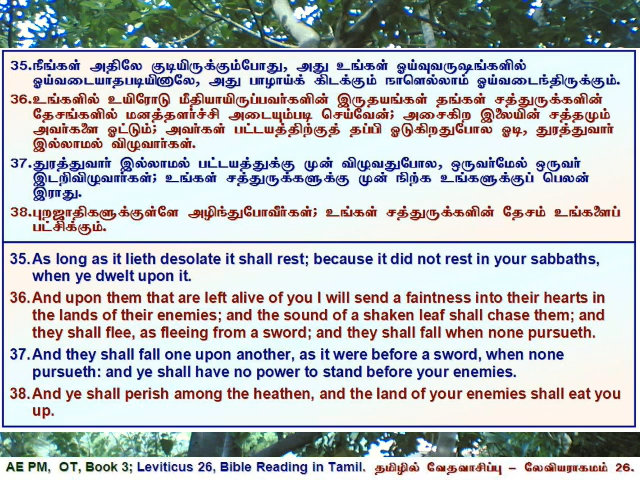 35.நீங்கள் அதிலே குடியிருக்கும்போது, அது உங்கள் ஓய்வுவருஷங்களில்
ஓய்வடையாதபடியினாலே, அது பாழாய்க் கிடக்கும் நாளெல்லாம் ஓய்வடைந்திருக்கும்.
36.உங்களில் உயிரோடு மீதியாயிருப்பவர்களின் இருதயங்கள் தங்கள் சத்துருக்களின்
தேசங்களில் மனத்தளர்ச்சி அடையும்படி செய்வேன்; அசைகிற இலையின் சத்தமும்
அவர்களை ஓட்டும்; அவர்கள் பட்டயத்திற்குத் தப்பி ஓடுகிறதுபோல ஓடி, துரத்துவார்
இல்லாமல் விழுவார்கள்.
37.துரத்துவார் இல்லாமல் பட்டயத்துக்கு முன் விழுவதுபோல, ஒருவர்மேல் ஒருவர்
இடறிவிழுவார்கள்; உங்கள் சத்துருக்களுக்கு முன் நிற்க உங்களுக்குப் பெலன்
இராது.
38.புறஜாதிகளுக்குள்ளே அழிந்துபோவீர்கள்; உங்கள் சத்துருக்களின் தேசம் உங்களைப்
பட்சிக்கும்.
35.As long as it lieth desolate it shall rest; because it did not rest in your sabbaths,
when ye dwelt upon it.
36.And upon them that are left alive of you I will send a faintness into their hearts in
the lands of their enemies; and the sound of a shaken leaf shall chase them; and
they shall flee, as fleeing from a sword; and they shall fall when none pursueth.
37.And they shall fall one upon another, as it were before a sword, when none
pursueth: and ye shall have no power to stand before your enemies.
38.And ye shall perish among the heathen, and the land of your enemies shall eat you
up.
AE PM, OT, Book 3; Leviticus 26, Bible Reading in Tamil. தமிழில் வேதவாசிப்பு – லேவியராகமம் 26.